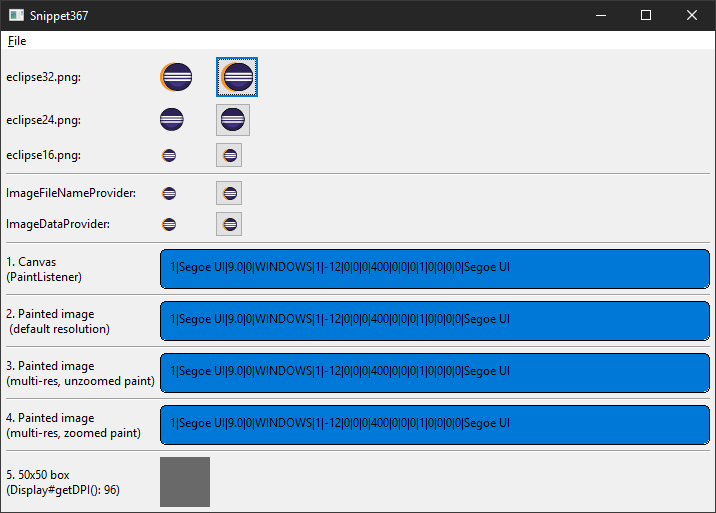 Snippet367
File
eclipse32.png:
eclipse24.png:
eclipse16.png:
ImageFileNameProvider:
ImageDataProvider:
1. Canvas
(PaintListener)
1|Segoe UI|9.0|0|WINDOWS|1|-12|0|0|0|400|0|0|0|1|0|0|0|0|Segoe UI
2. Painted image
(default resolution)
1|Segoe UI|9.0|0|WINDOWS|1|-12|0|0|0|400|0|0|0|1|0|0|0|0|Segoe UI
3. Painted image
(multi-res, unzoomed paint)
1|Segoe UI|9.0|0|WINDOWS|1|-12|0|0|0|400|0|0|0|1|0|0|0|0|Segoe UI
4. Painted image
(multi-res, zoomed paint)
1|Segoe UI|9.0|0|WINDOWS|1|-12|0|0|0|400|0|0|0|1|0|0|0|0|Segoe UI
5. 50x50 box
(Display#getDPI(): 96)